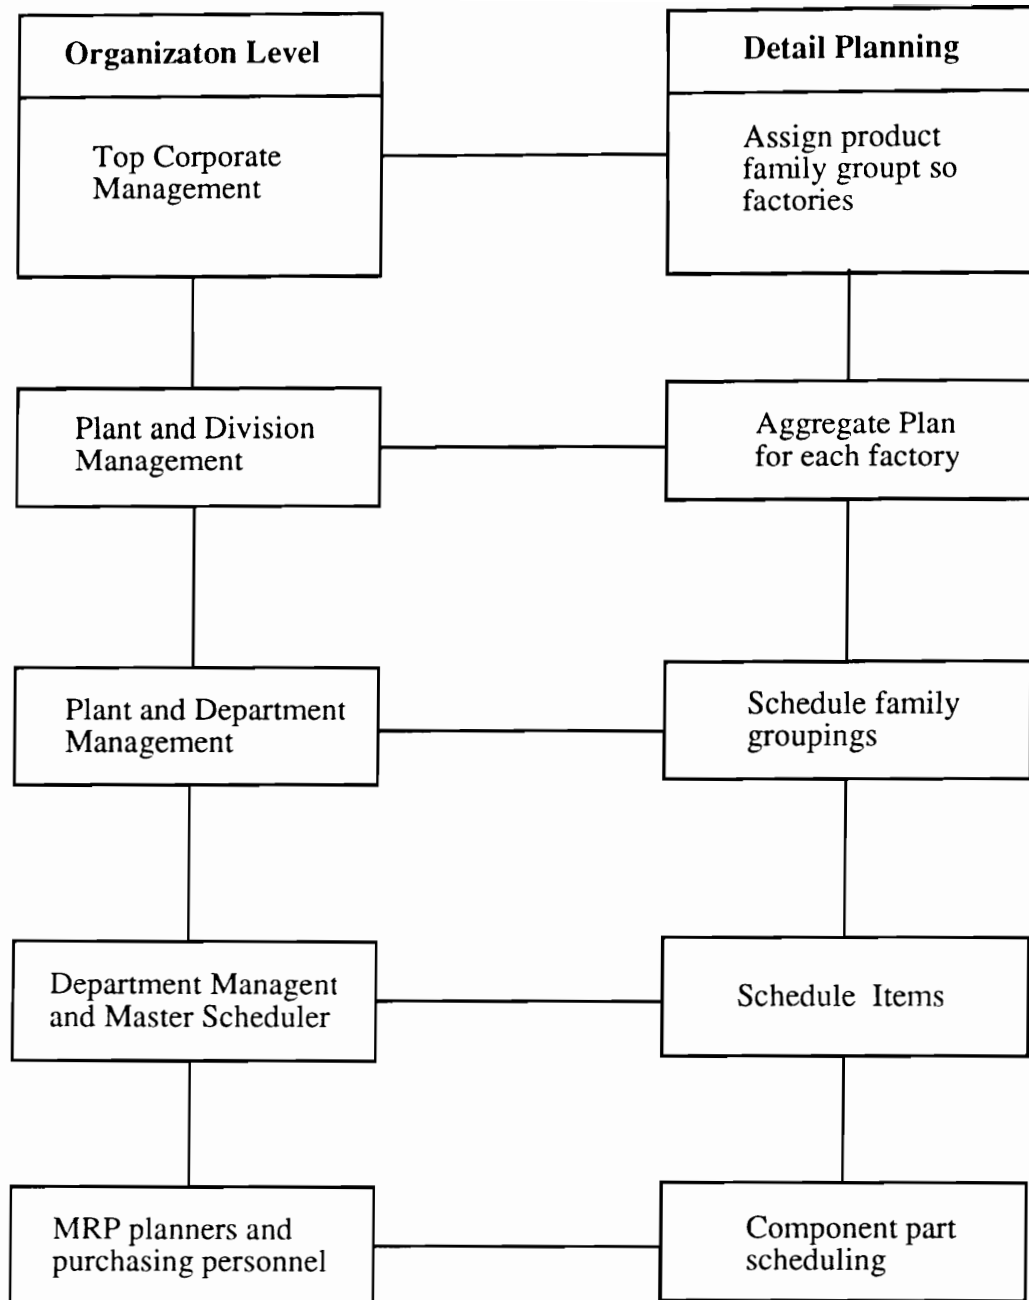 Organizaton Level
Detail Planning
Top Corporate
Management
Assign product
family groupt so
factories
Plant and Division
Management
Aggregate Plan
for each factory
Plant and Department
Management
Schedule family
groupings
Department Managent
and Master Scheduler
Schedule Items
MRP planners and
purchasing personnel
Component part
scheduling